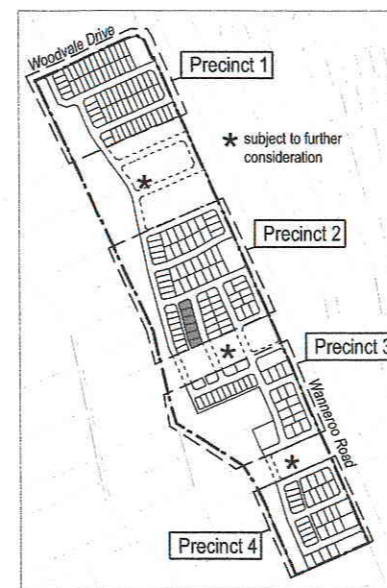 Woodvale Drive
Precinct 1
* subject to further
consideration
*
Precinct 2
*
Precinct 3
Wanneroo Road
*
Precinct 4